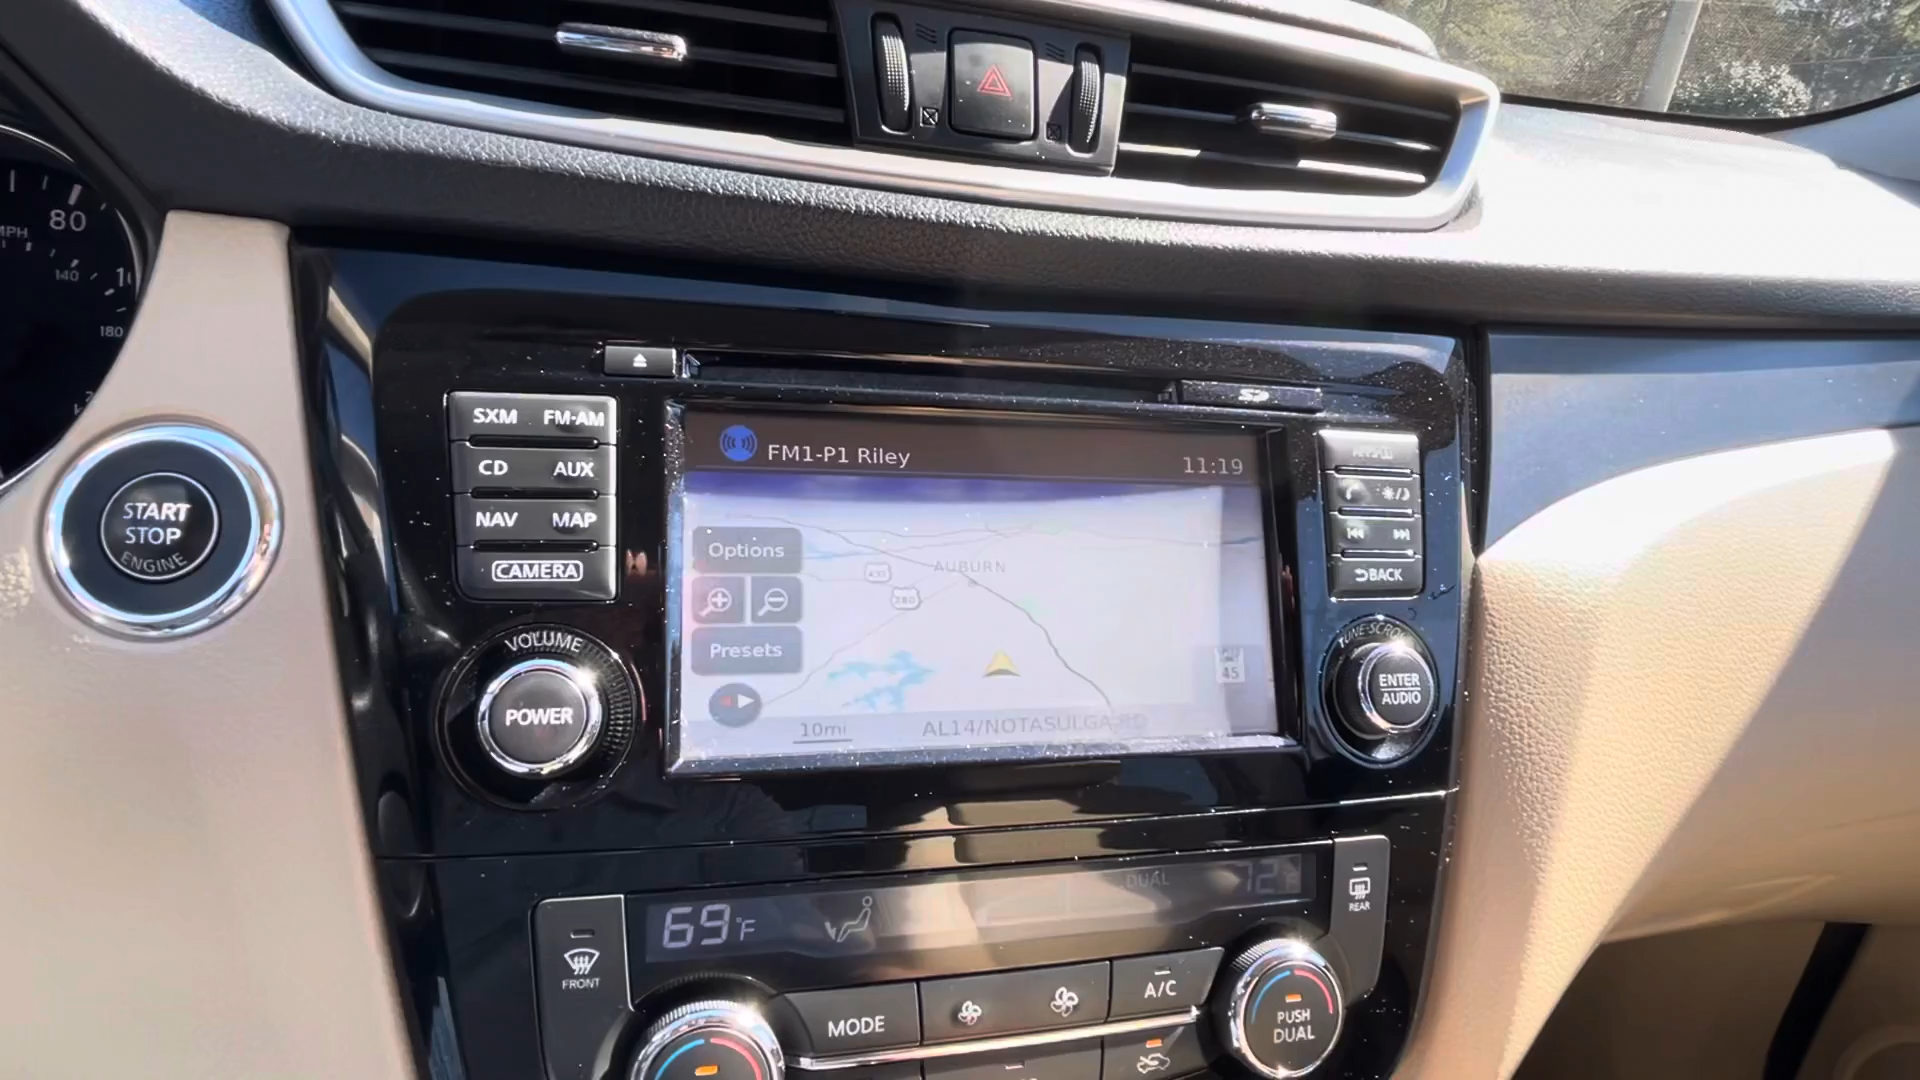 80
MPH
140
180
START
STOP
ENGINE
SXM FM·AM
CD AUX
NAV MAP
CAMERA
VOLUME
POWER
FM1-P1 Riley
11:19
Options
AUBURN
280
Presets
45
10mi
AL14/NOTASULGA RD
BACK
TUNE·SCROLL
ENTER
AUDIO
69°F
DUAL
FRONT
REAR
MODE
A/C
PUSH
DUAL